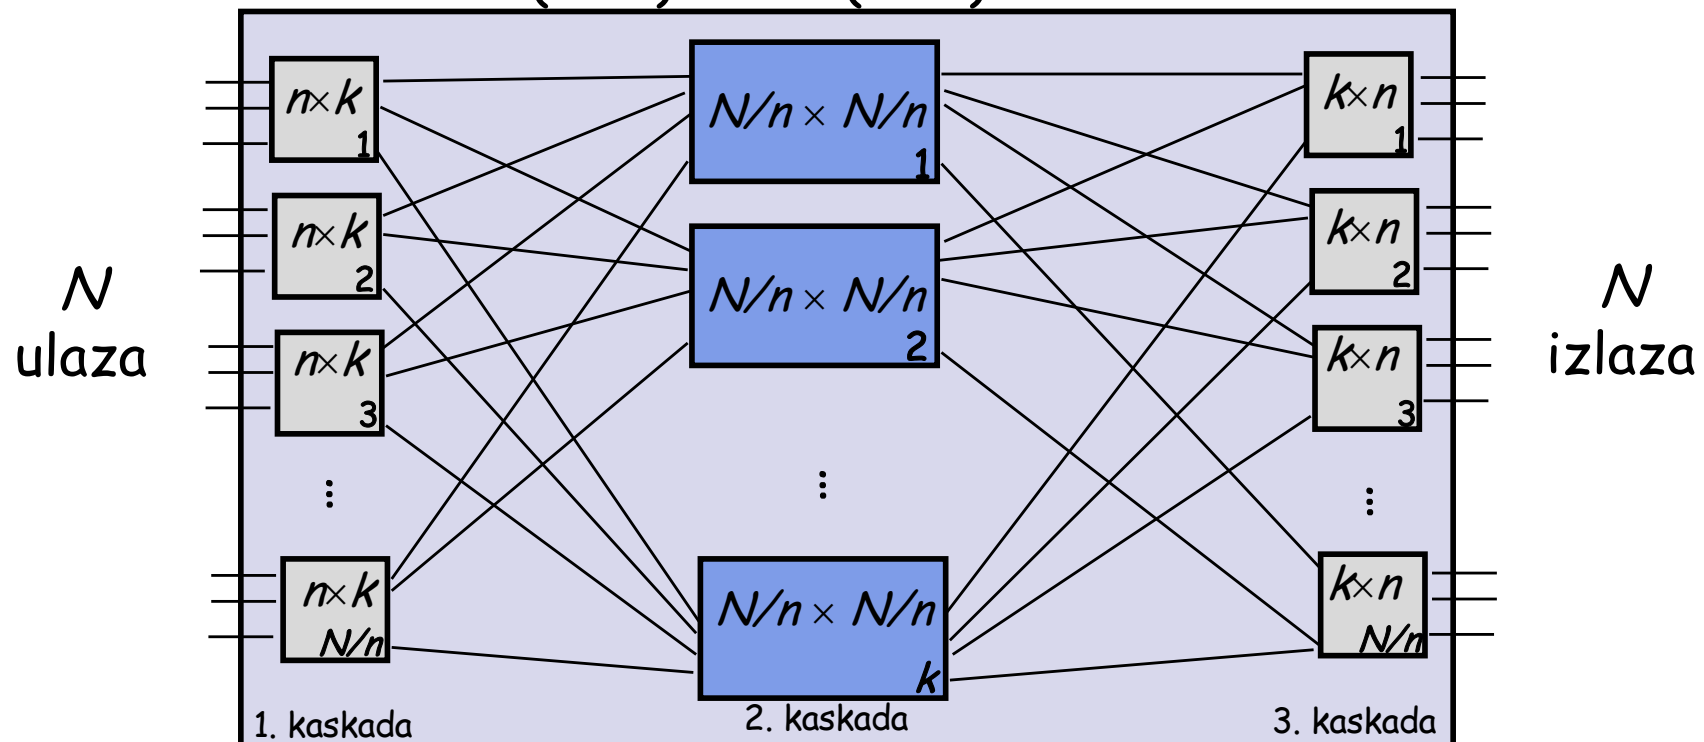 n×k
1
n×k
2
n×k
3
⋮
n×k
N/n
N
ulaza
N/n × N/n
1
N/n × N/n
2
⋮
N/n × N/n
k
k×n
1
k×n
2
k×n
3
⋮
k×n
N/n
N
izlaza
1. kaskada
2. kaskada
3. kaskada